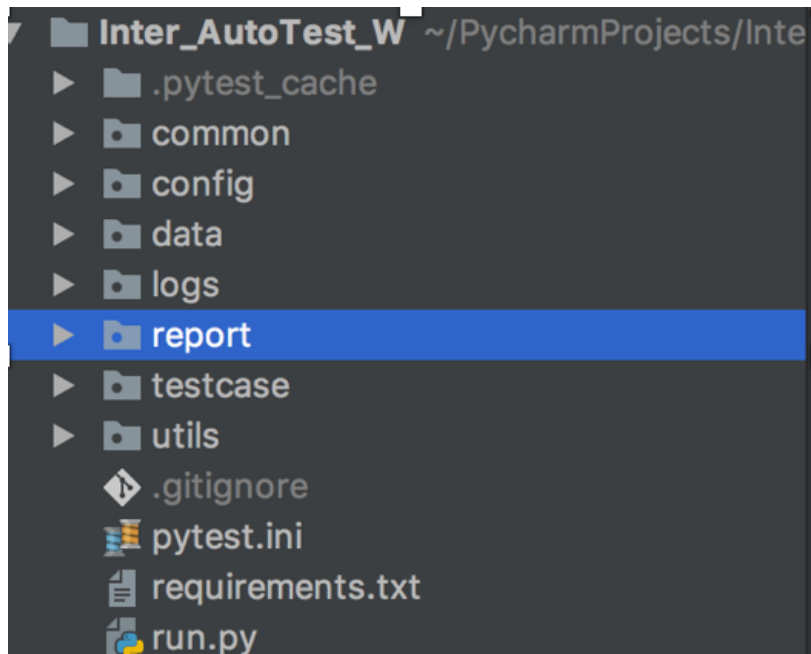 Inter_AutoTest_W ~/PycharmProjects/Inte
.pytest_cache
common
config
data
logs
report
testcase
utils
.gitignore
pytest.ini
requirements.txt
run.py